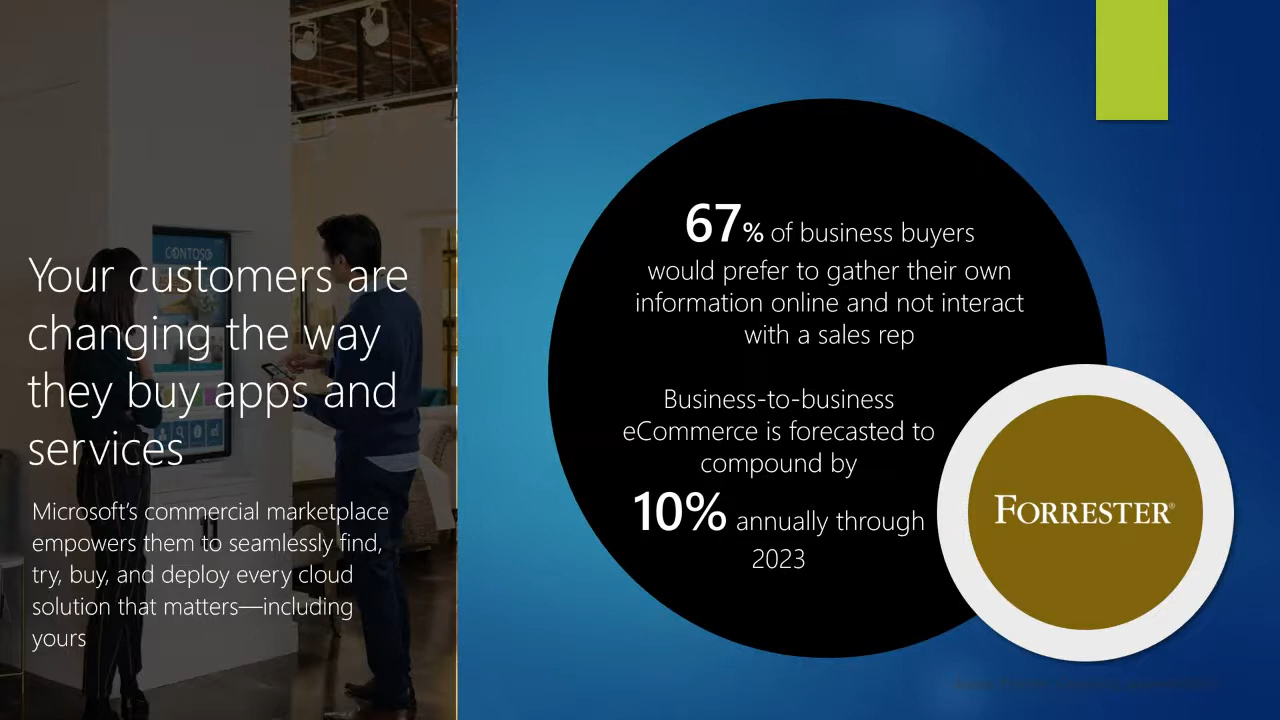 Your customers are
changing the way
they buy apps and
services
Microsoft's commercial marketplace
empowers them to seamlessly find,
try, buy, and deploy every cloud
solution that matters—including
yours
CONTOSO
67% of business buyers
would prefer to gather their own
information online and not interact
with a sales rep
Business-to-business
eCommerce is forecasted to
compound by
10% annually through
2023
FORRESTER®